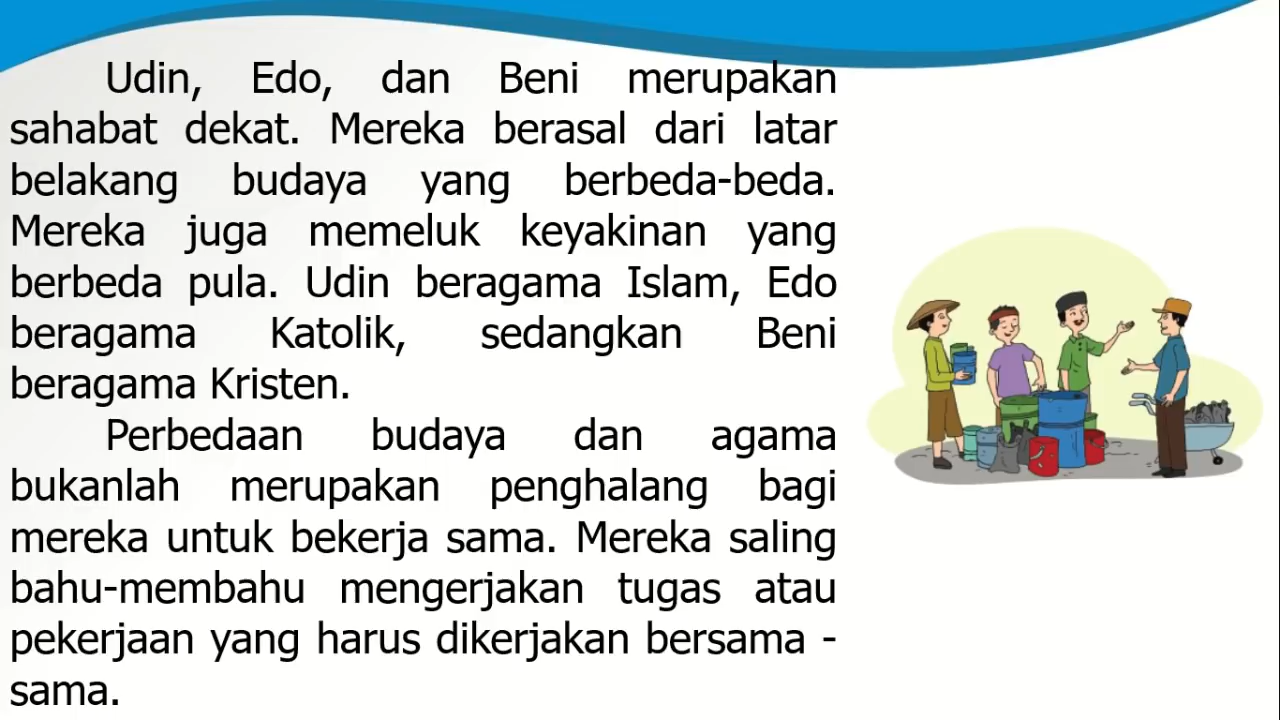 Udin, Edo, dan Beni merupakan
sahabat dekat. Mereka berasal dari latar
belakang budaya yang berbeda-beda.
Mereka juga memeluk keyakinan yang
berbeda pula. Udin beragama Islam, Edo
beragama Katolik, sedangkan Beni
beragama Kristen.
Perbedaan budaya dan agama
bukanlah merupakan penghalang bagi
mereka untuk bekerja sama. Mereka saling
bahu-membahu mengerjakan tugas atau
pekerjaan yang harus dikerjakan bersama -
sama.